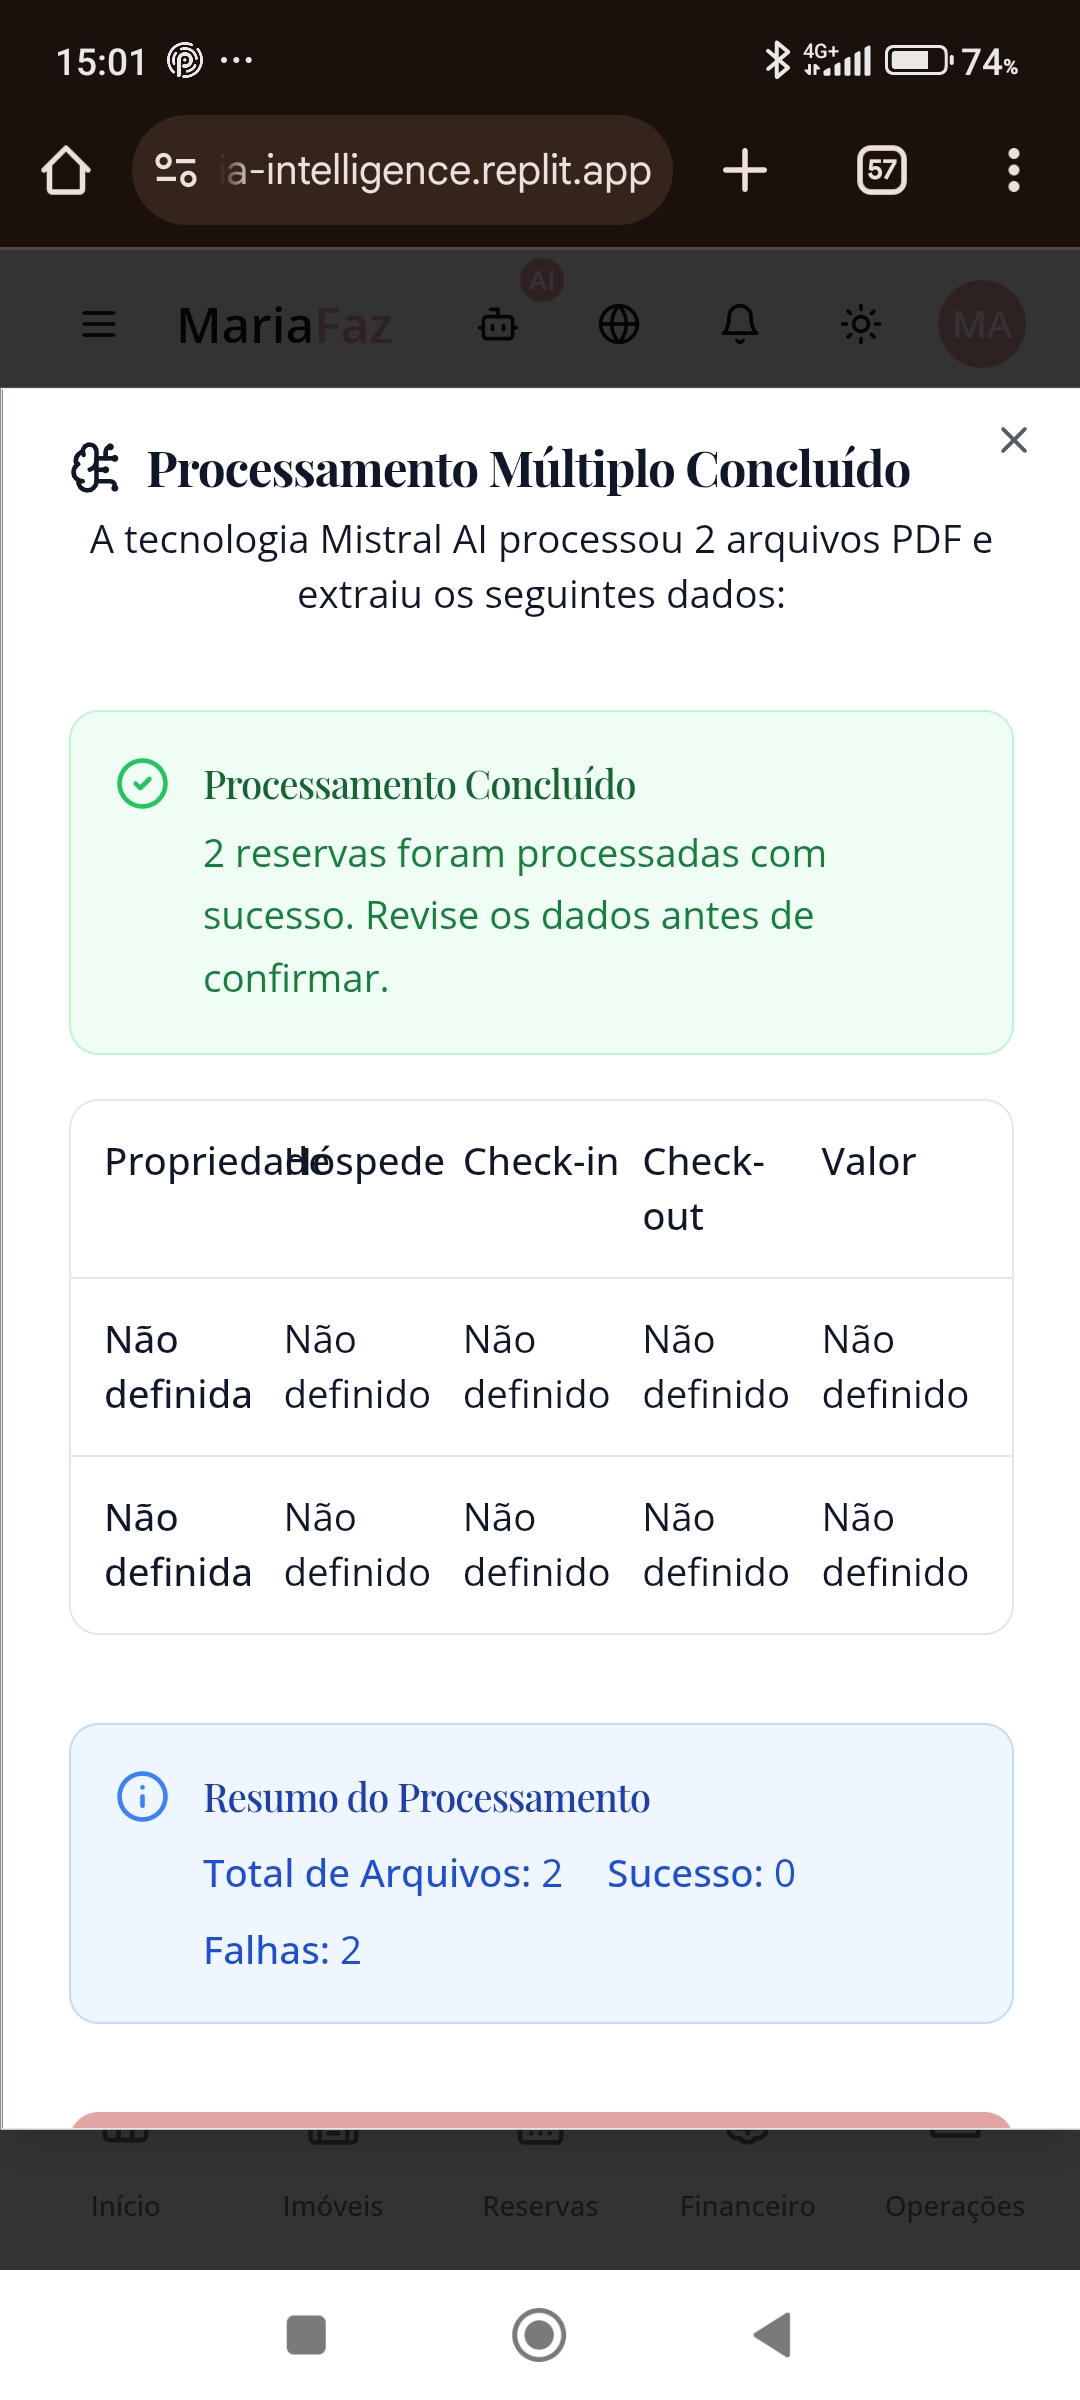 15:01 ... 4G+ 74%
ia-intelligence.replit.app 57
MariaFaz AI MA
Processamento Múltiplo Concluído
A tecnologia Mistral AI processou 2 arquivos PDF e
extraiu os seguintes dados:
Processamento Concluído
2 reservas foram processadas com
sucesso. Revise os dados antes de
confirmar.
Propriedade Hóspede Check-in Check-
out Valor
Não
definida Não
definido Não
definido Não
definido Não
definido
Não
definida Não
definido Não
definido Não
definido Não
definido
Resumo do Processamento
Total de Arquivos: 2 Sucesso: 0
Falhas: 2
Início Imóveis Reservas Financeiro Operações